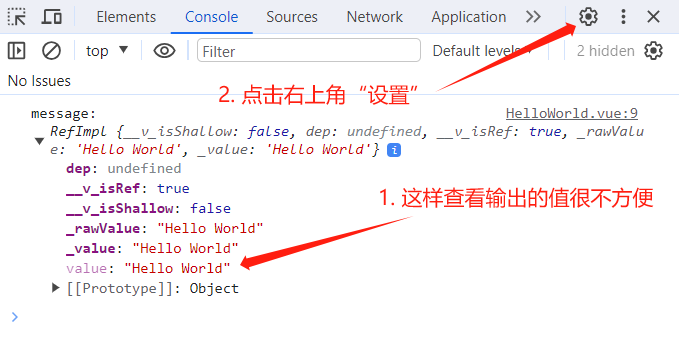 Elements Console Sources Network Application
top Filter Default levels 2 hidden
No Issues
2. 点击右上角“设置”
message: HelloWorld.vue:9
RefImpl {__v_isShallow: false, dep: undefined, __v_isRef: true, _rawValu
e: 'Hello World', _value: 'Hello World'} i
dep: undefined
__v_isRef: true
1. 这样查看输出的值很不方便
__v_isShallow: false
_rawValue: "Hello World"
_value: "Hello World"
value: "Hello World"
[[Prototype]]: Object